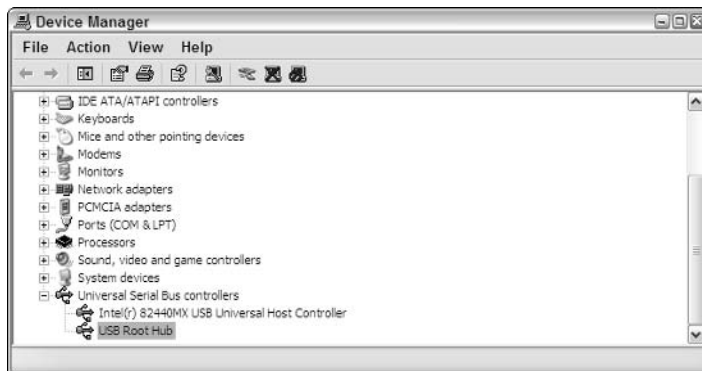 Device Manager
File Action View Help
IDE ATA/ATAPI controllers
Keyboards
Mice and other pointing devices
Modems
Monitors
Network adapters
PCMCIA adapters
Ports (COM & LPT)
Processors
Sound, video and game controllers
System devices
Universal Serial Bus controllers
Intel(r) 82440MX USB Universal Host Controller
USB Root Hub